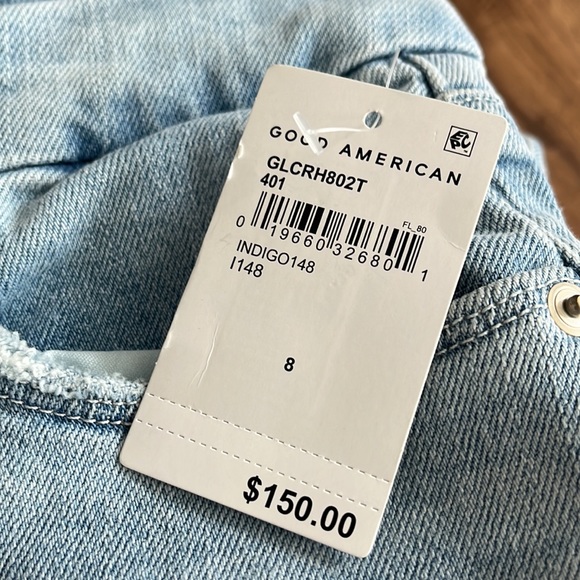 GOOD AMERICAN
GLCRH802T
401
FL_80
0 19660 32680 1
INDIGO148
I148
8
$150.00